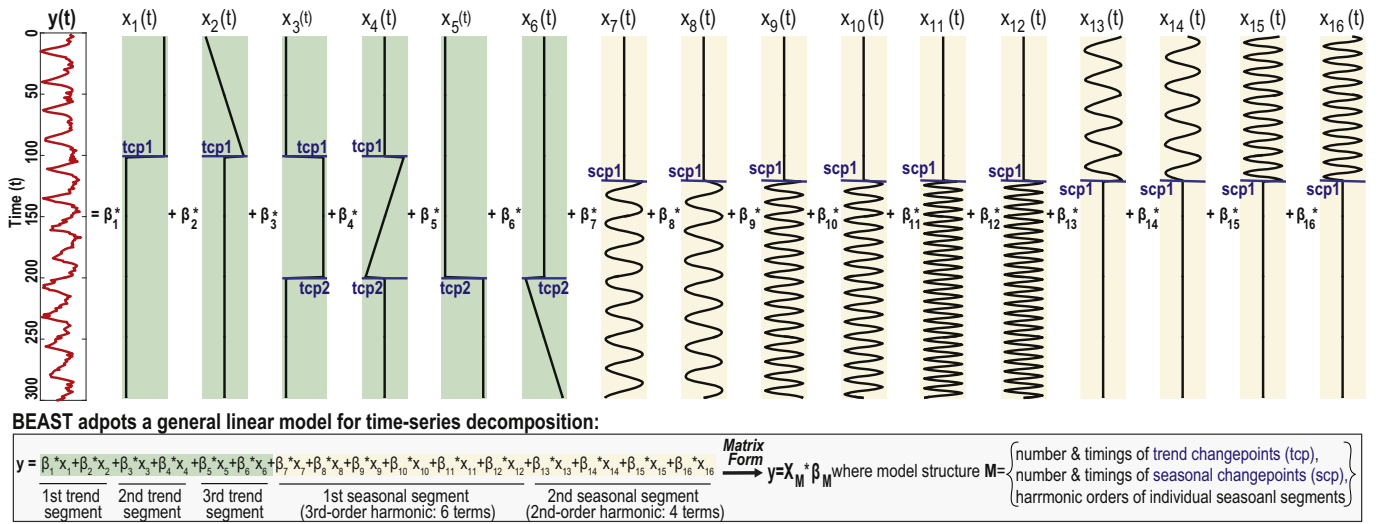 y(t) x1(t) x2(t) x3(t) x4(t) x5(t) x6(t) x7(t) x8(t) x9(t) x10(t) x11(t) x12(t) x13(t) x14(t) x15(t) x16(t)
0
50
100
150
200
250
300
Time (t)
tcp1 tcp1 tcp1 tcp1
scp1 scp1 scp1 scp1 scp1 scp1 scp1 scp1 scp1 scp1
= β1* + β2* + β3* + β4* + β5* + β6* + β7* + β8* + β9* + β10* + β11* + β12* + β13* + β14* + β15* + β16*
tcp2 tcp2 tcp2 tcp2
BEAST adpots a general linear model for time-series decomposition:
y = β1*x1+β2*x2+β3*x3+β4*x4+β5*x5+β6*x6+β7*x7+β8*x8+β9*x9+β10*x10+β11*x11+β12*x12+β13*x13+β14*x14+β15*x15+β16*x16
1st trend segment
2nd trend segment
3rd trend segment
1st seasonal segment
(3rd-order harmonic: 6 terms)
2nd seasonal segment
(2nd-order harmonic: 4 terms)
Matrix
Form
y=XM*βM where model structure M=
number & timings of trend changepoints (tcp),
number & timings of seasonal changepoints (scp),
harrmonic orders of individual seasoanl segments